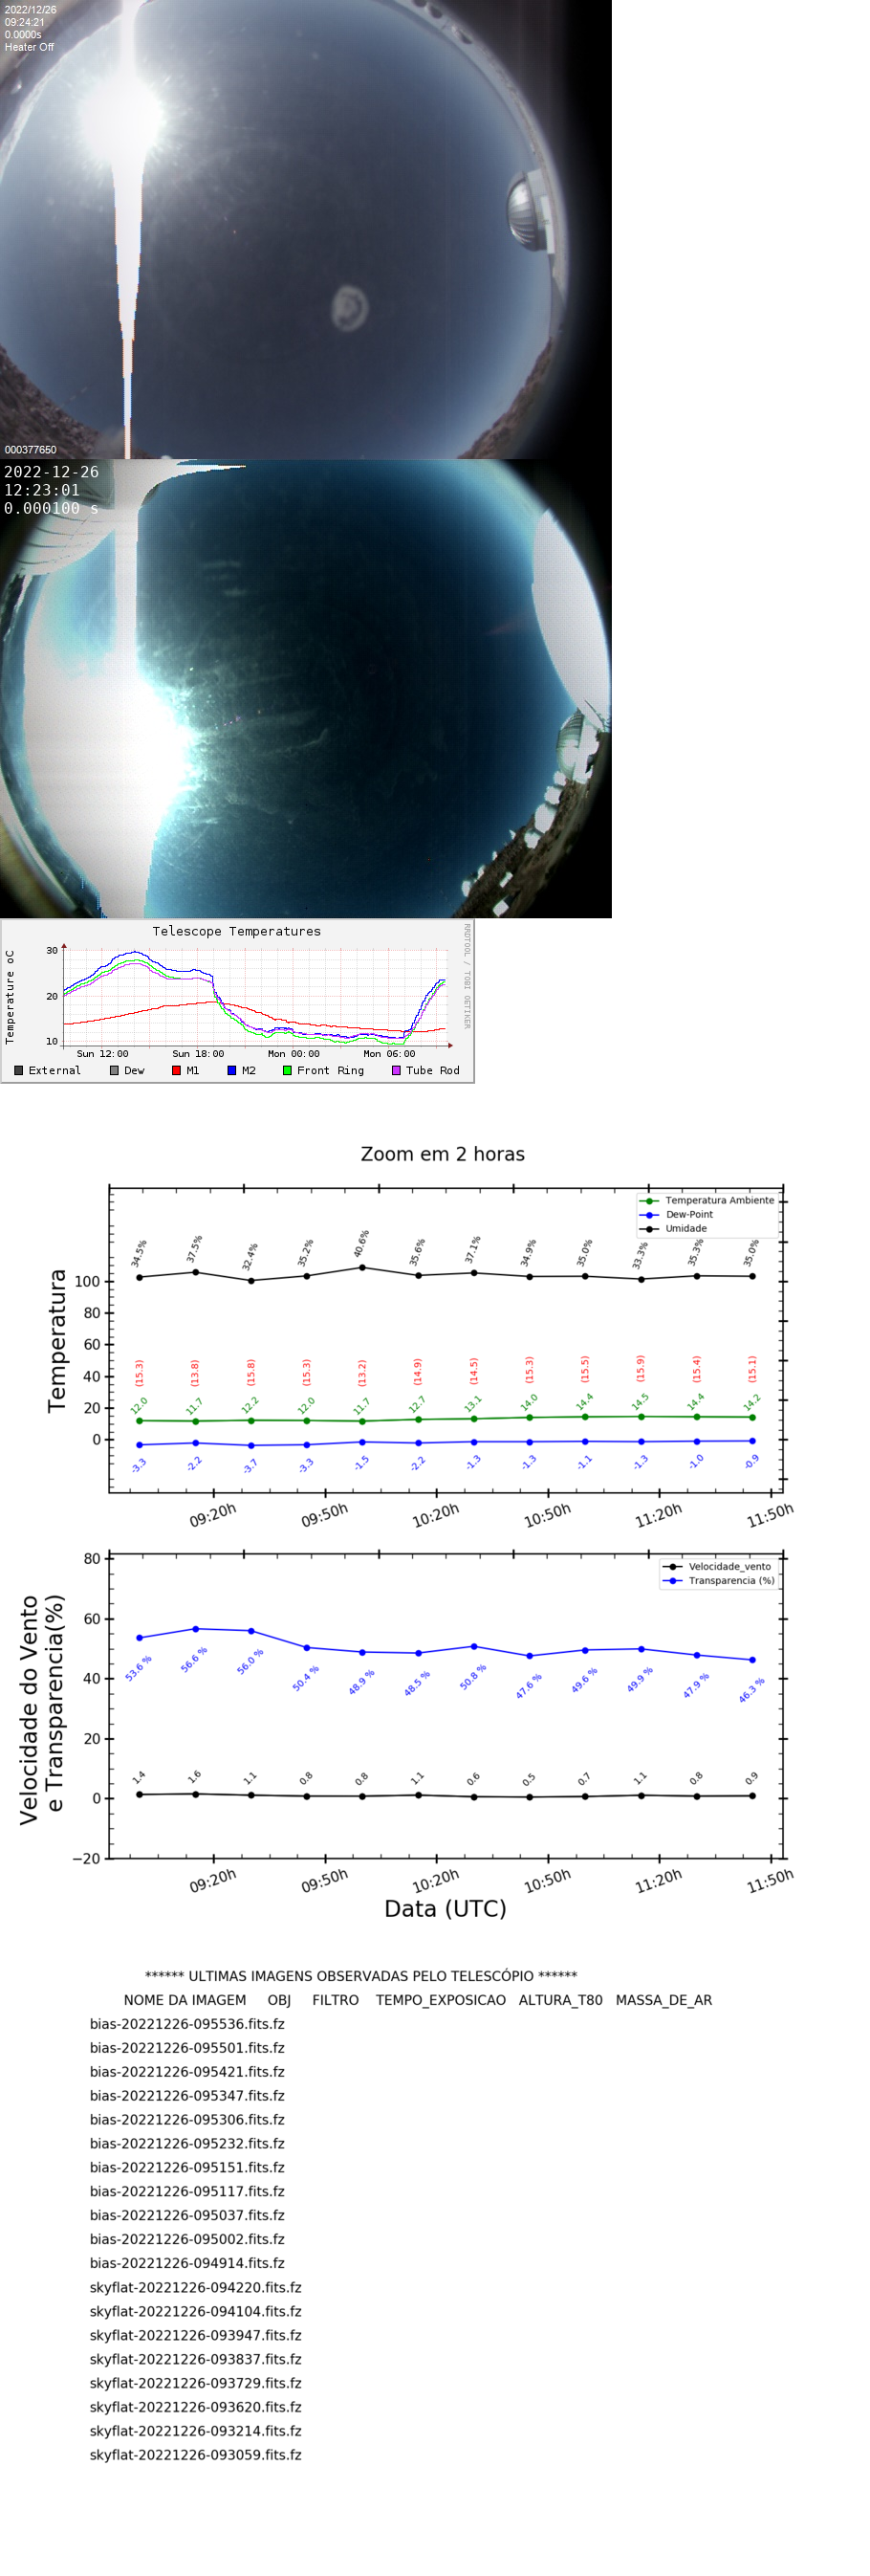 2022/12/26
09:24:21
0.0000s
Heater Off
000377650
2022-12-26
12:23:01
0.000100 s
Telescope Temperatures
Temperature oC
30
20
10
Sun 12:00 Sun 18:00 Mon 00:00 Mon 06:00
External Dew M1 M2 Front Ring Tube Rod
RRDTOOL / TOBI OETIKER
Zoom em 2 horas
Temperatura Ambiente
Dew-Point
Umidade
Temperatura
100
80
60
40
20
0
34.5% 37.5% 32.4% 35.2% 40.6% 35.6% 37.1% 34.9% 35.0% 33.3% 35.3% 35.0%
(15.3) (13.8) (15.8) (15.3) (13.2) (14.9) (14.5) (15.3) (15.5) (15.9) (15.4) (15.1)
12.0 11.7 12.2 12.0 11.7 12.7 13.1 14.0 14.4 14.5 14.4 14.2
-3.3 -2.2 -3.7 -3.3 -1.5 -2.2 -1.3 -1.3 -1.1 -1.3 -1.0 -0.9
09:20h 09:50h 10:20h 10:50h 11:20h 11:50h
Velocidade_vento
Transparencia (%)
Velocidade do Vento
e Transparencia(%)
80
60
40
20
0
−20
53.6 % 56.6 % 56.0 % 50.4 % 48.9 % 48.5 % 50.8 % 47.6 % 49.6 % 49.9 % 47.9 % 46.3 %
1.4 1.6 1.1 0.8 0.8 1.1 0.6 0.5 0.7 1.1 0.8 0.9
09:20h 09:50h 10:20h 10:50h 11:20h 11:50h
Data (UTC)
****** ULTIMAS IMAGENS OBSERVADAS PELO TELESCÓPIO ******
NOME DA IMAGEM OBJ FILTRO TEMPO_EXPOSICAO ALTURA_T80 MASSA_DE_AR
bias-20221226-095536.fits.fz
bias-20221226-095501.fits.fz
bias-20221226-095421.fits.fz
bias-20221226-095347.fits.fz
bias-20221226-095306.fits.fz
bias-20221226-095232.fits.fz
bias-20221226-095151.fits.fz
bias-20221226-095117.fits.fz
bias-20221226-095037.fits.fz
bias-20221226-095002.fits.fz
bias-20221226-094914.fits.fz
skyflat-20221226-094220.fits.fz
skyflat-20221226-094104.fits.fz
skyflat-20221226-093947.fits.fz
skyflat-20221226-093837.fits.fz
skyflat-20221226-093729.fits.fz
skyflat-20221226-093620.fits.fz
skyflat-20221226-093214.fits.fz
skyflat-20221226-093059.fits.fz